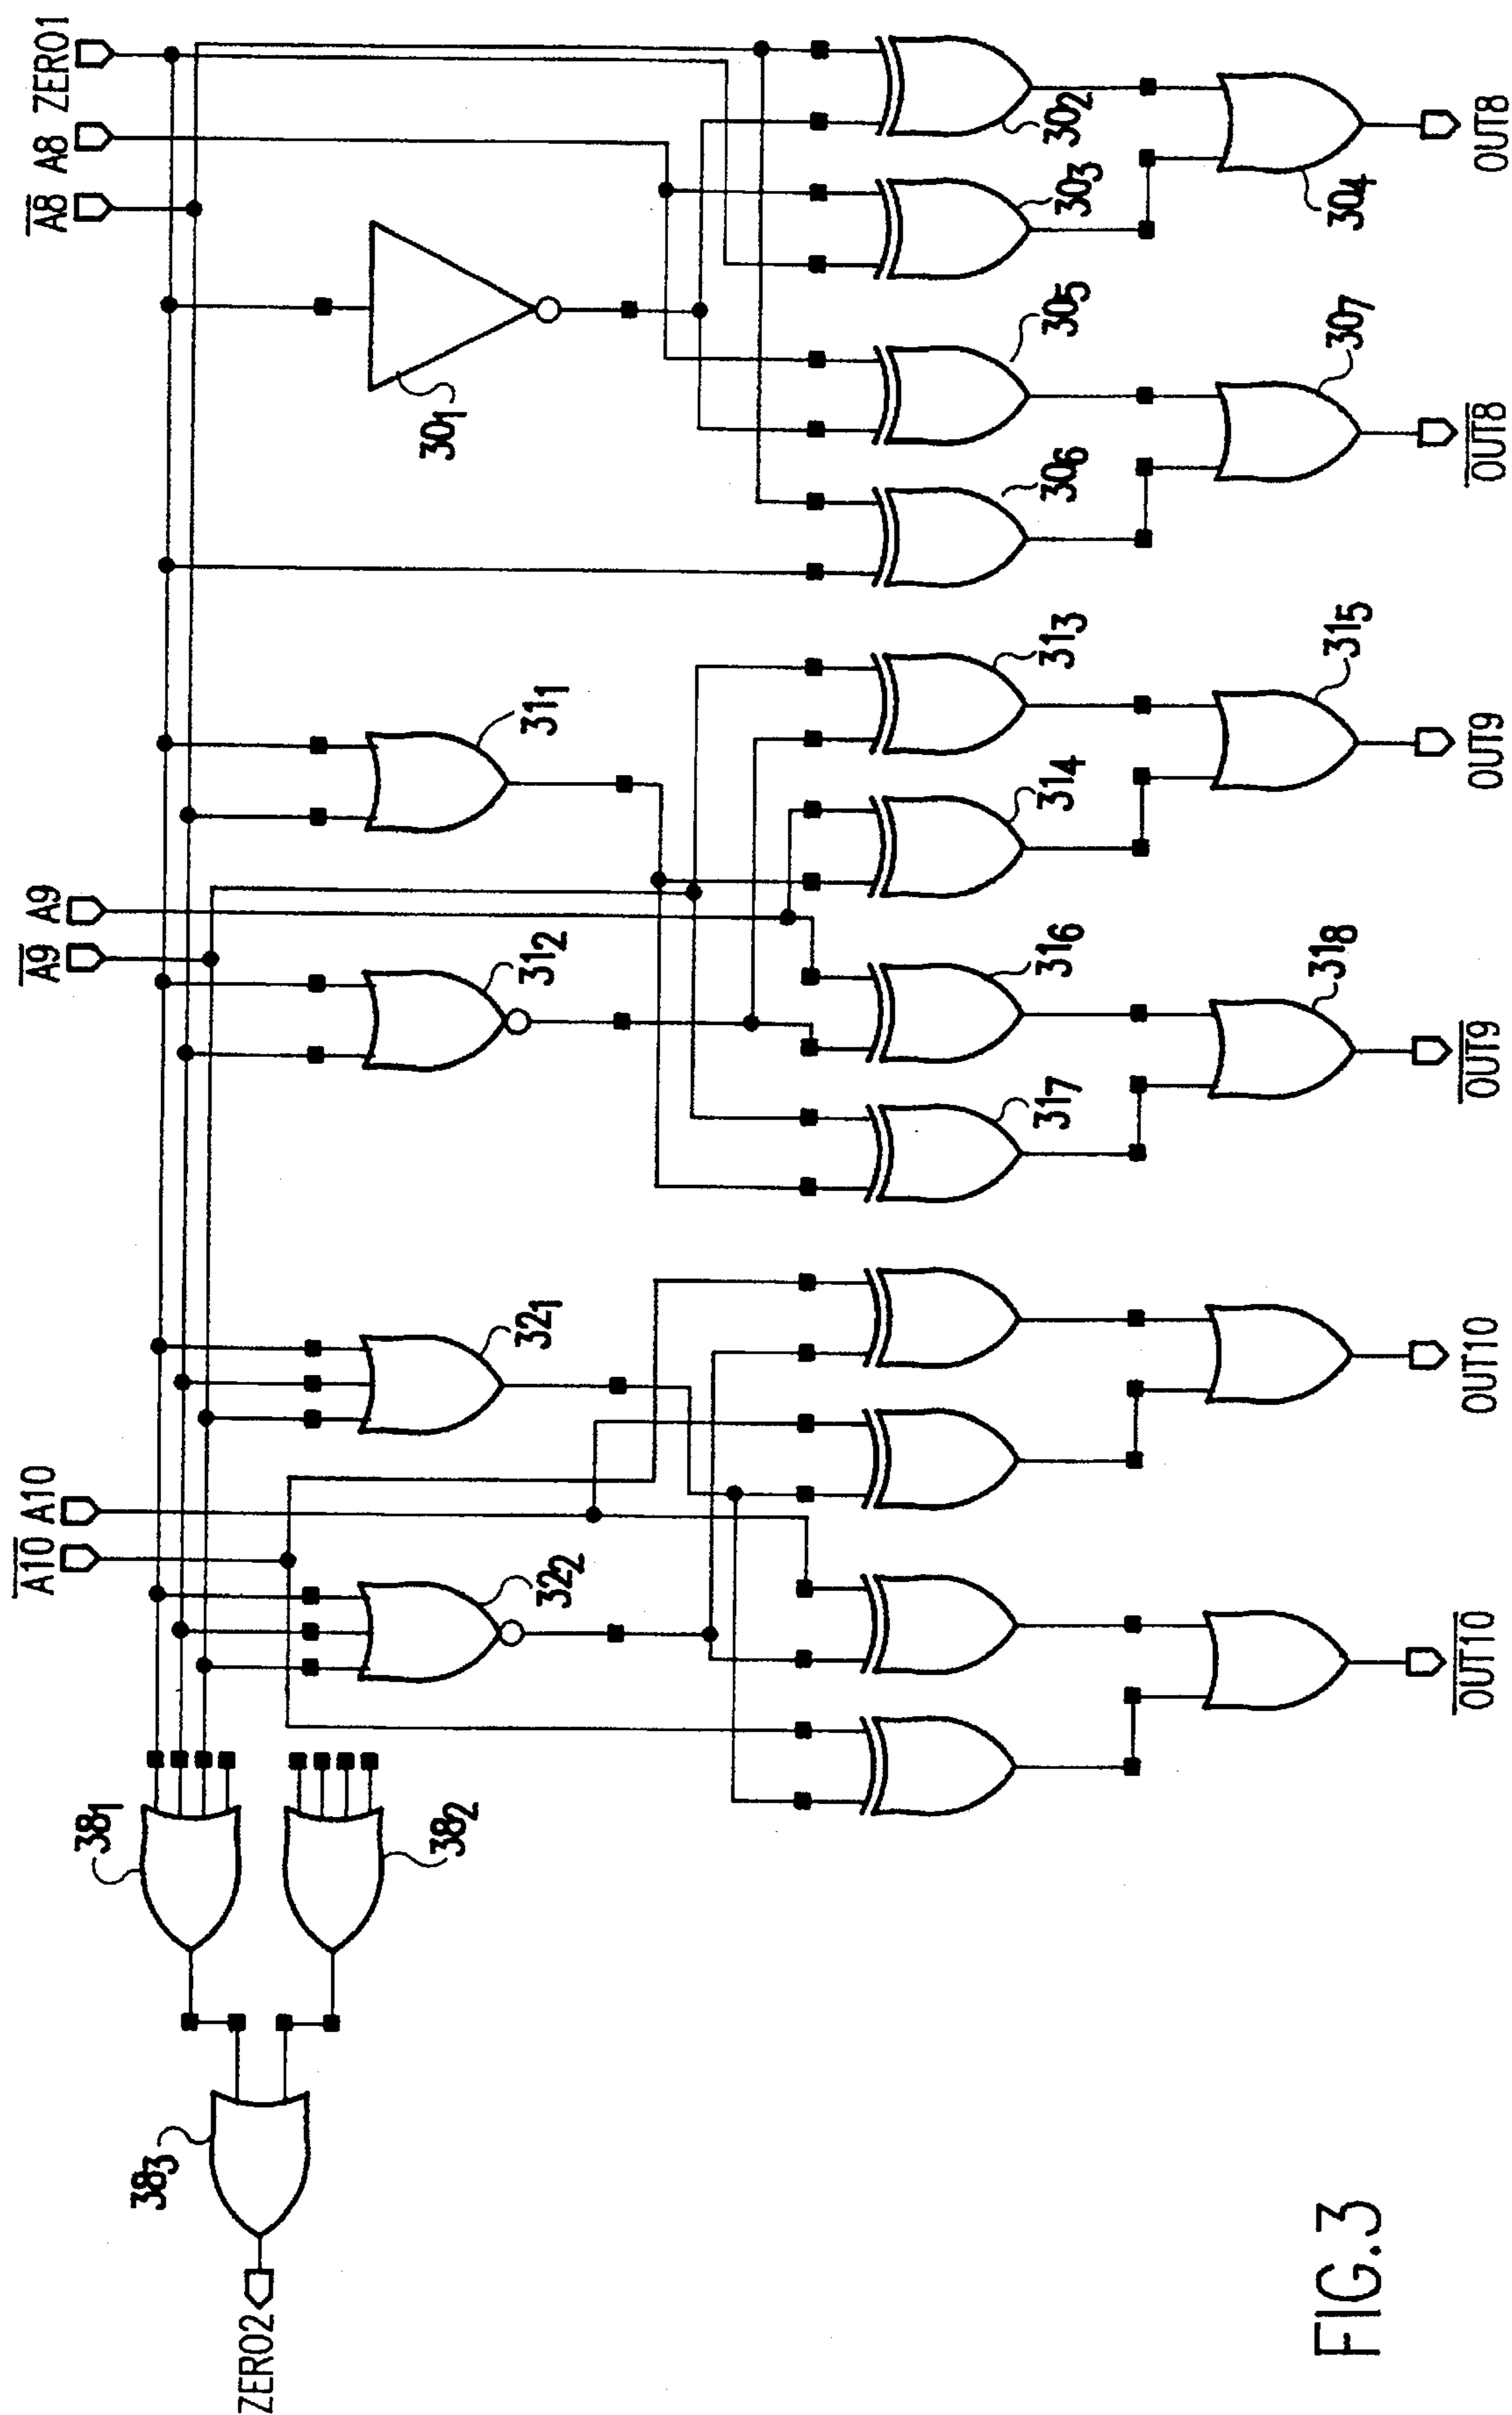 ZERO1
A8
A8
30₁
30₂
30₃
30₄
30₅
30₆
30₇
OUT8
OUT8
A9
A9
31₁
31₂
31₃
31₄
31₅
31₆
31₇
31₈
OUT9
OUT9
A10
A10
32₁
32₂
OUT10
OUT10
38₁
38₂
38₃
ZERO2
FIG.3